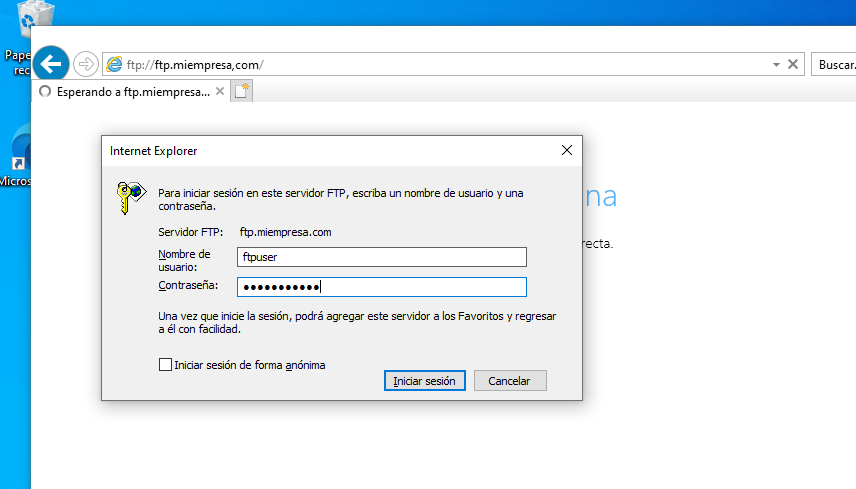 Pape
rec
ftp://ftp.miempresa.com/
Buscar.
Esperando a ftp.miempresa...
Micros
Internet Explorer
Para iniciar sesión en este servidor FTP, escriba un nombre de usuario y una
contraseña.
Servidor FTP: ftp.miempresa.com
Nombre de
usuario: ftpuser
Contraseña: ●●●●●●●●●●●
Una vez que inicie la sesión, podrá agregar este servidor a los Favoritos y regresar
a él con facilidad.
Iniciar sesión de forma anónima
Iniciar sesión Cancelar
na
recta.